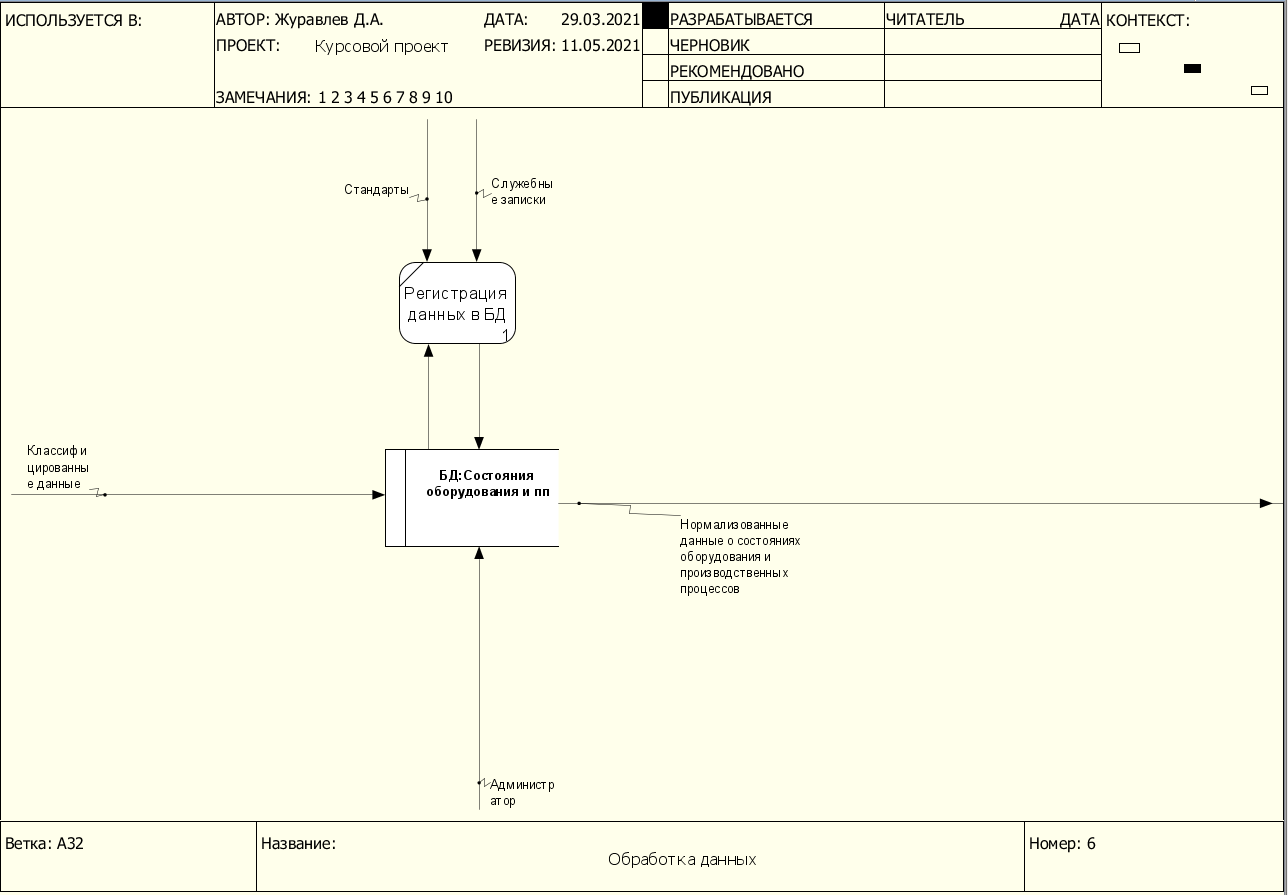 ИСПОЛЬЗУЕТСЯ В:
АВТОР: Журавлев Д.А.
ДАТА: 29.03.2021
РАЗРАБАТЫВАЕТСЯ
ЧИТАТЕЛЬ
ДАТА
КОНТЕКСТ:
ПРОЕКТ: Курсовой проект
РЕВИЗИЯ: 11.05.2021
ЧЕРНОВИК
РЕКОМЕНДОВАНО
ЗАМЕЧАНИЯ: 1 2 3 4 5 6 7 8 9 10
ПУБЛИКАЦИЯ
Стандарты
Служебны
е записки
Регистрация
данных в БД
1
Классифи
цированны
е данные
БД:Состояния
оборудования и пп
Нормализованные
данные о состояниях
оборудования и
производственных
процессов
Администр
атор
Ветка: A32
Название:
Обработка данных
Номер: 6